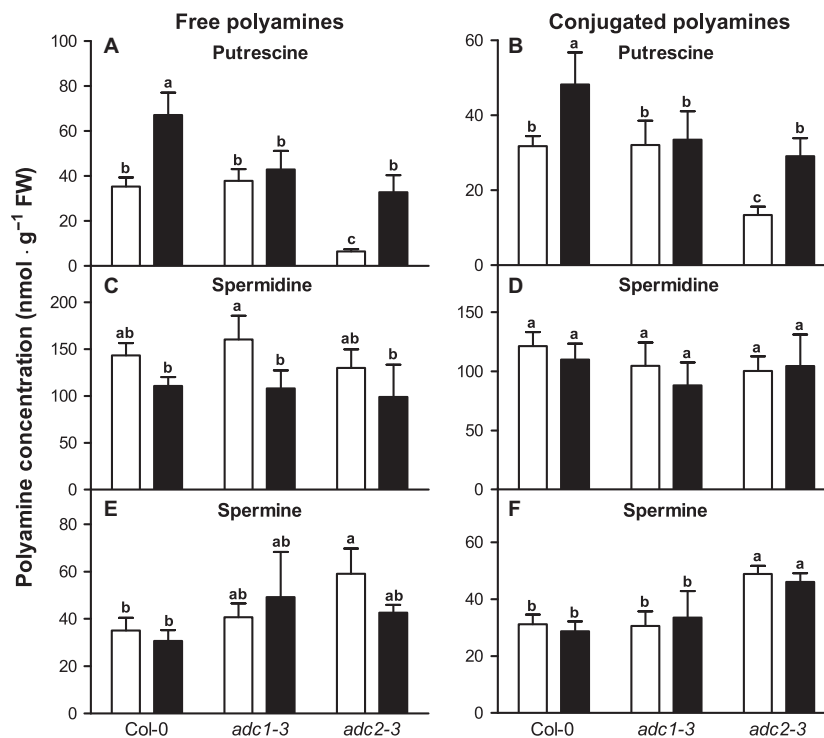 Free polyamines
Conjugated polyamines
Polyamine concentration (nmol · g⁻¹ FW)
A
Putrescine
100
80
60
40
20
0
b
a
b
b
c
b
B
Putrescine
60
40
20
0
b
a
b
b
c
b
C
Spermidine
200
150
100
50
0
ab
b
a
b
ab
b
D
Spermidine
150
100
50
0
a
a
a
a
a
a
E
Spermine
80
60
40
20
0
b
b
ab
ab
a
ab
F
Spermine
60
40
20
0
b
b
b
b
a
a
Col-0
adc1-3
adc2-3
Col-0
adc1-3
adc2-3